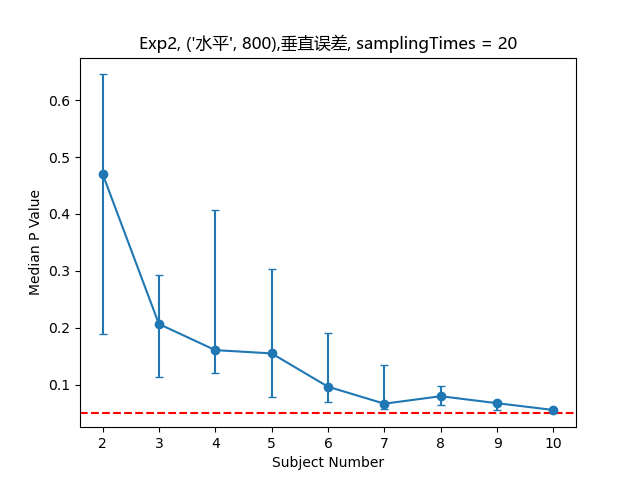 Exp2, ('水平', 800),垂直误差, samplingTimes = 20
0.6
0.5
0.4
0.3
0.2
0.1
Median P Value
2 3 4 5 6 7 8 9 10
Subject Number